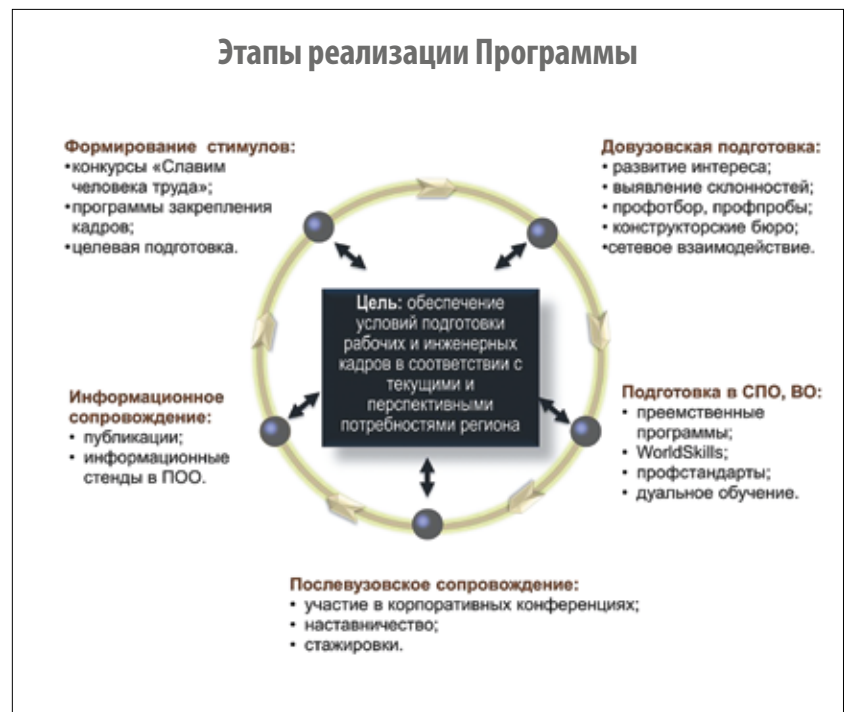 Этапы реализации Программы
Формирование стимулов:
•конкурсы «Славим
человека труда»;
•программы закрепления
кадров;
•целевая подготовка.
Довузовская подготовка:
• развитие интереса;
• выявление склонностей;
• профотбор, профпробы;
• конструкторские бюро;
•сетевое взаимодействие.
Цель: обеспечение
условий подготовки
рабочих и инженерных
кадров в соответствии с
текущими и
перспективными
потребностями региона
Информационное
сопровождение:
• публикации;
• информационные
стенды в ПОО.
Подготовка в СПО, ВО:
• преемственные
программы;
• WorldSkills;
• профстандарты;
• дуальное обучение.
Послевузовское сопровождение:
• участие в корпоративных конференциях;
• наставничество;
• стажировки.